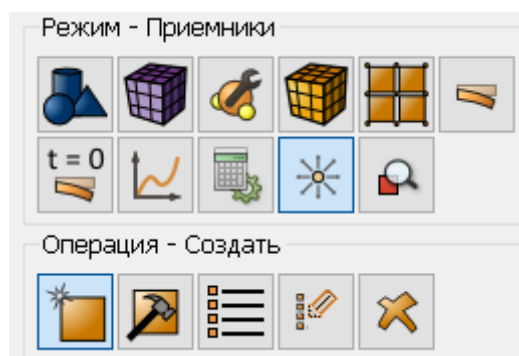 Режим - Приемники
t = 0
Операция - Создать